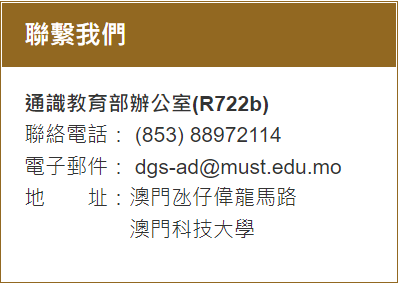 聯繫我們
通識教育部辦公室(R722b)
聯絡電話： (853) 88972114
電子郵件： dgs-ad@must.edu.mo
地　　址：澳門氹仔偉龍馬路
澳門科技大學